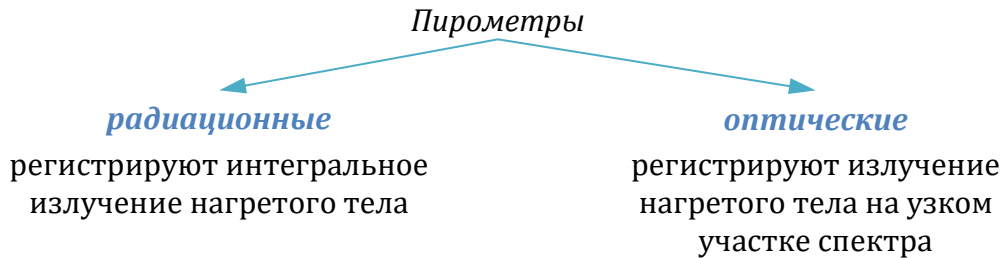 Пирометры
радиационные
регистрируют интегральное
излучение нагретого тела
оптические
регистрируют излучение
нагретого тела на узком
участке спектра